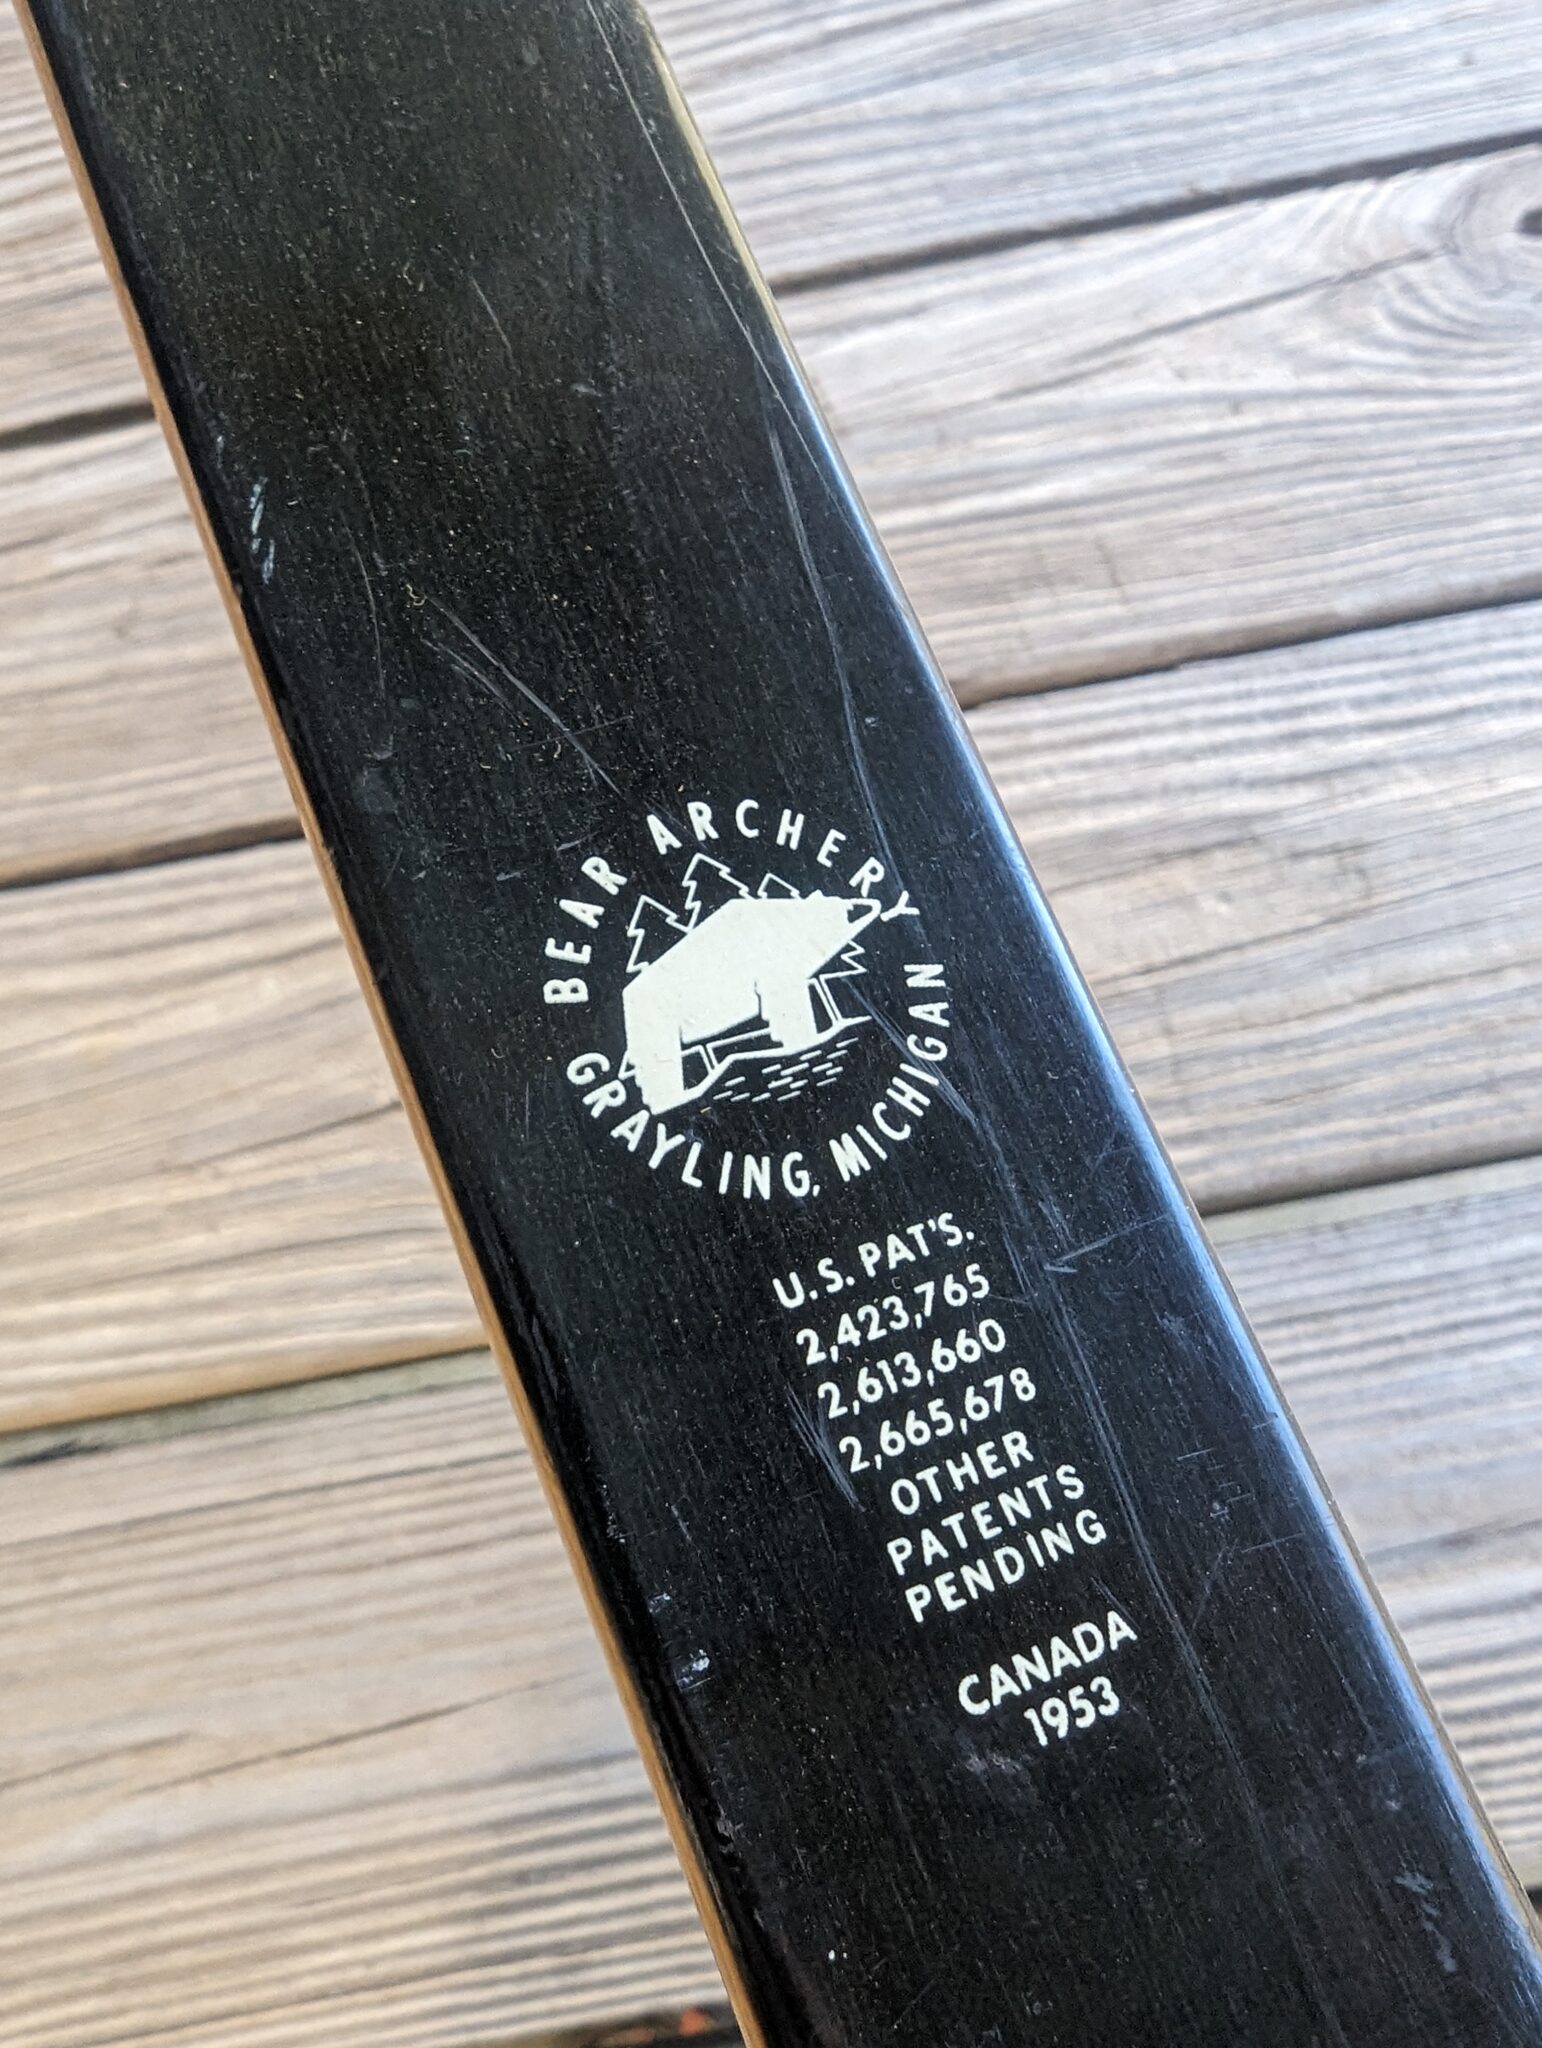 BEAR ARCHERY
GRAYLING, MICHIGAN
U.S. PAT'S.
2,423,765
2,613,660
2,665,678
OTHER
PATENTS
PENDING
CANADA
1953